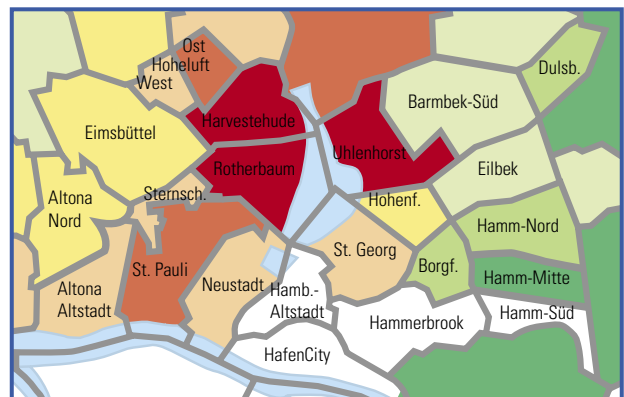 Ost
Hoheluft
West
Dulsb.
Harvestehude
Barmbek-Süd
Eimsbüttel
Uhlenhorst
Rotherbaum
Eilbek
Sternsch.
Altona
Nord
Hohenf.
Hamm-Nord
St. Georg
St. Pauli
Borgf.
Neustadt
Hamm-Mitte
Altona
Altstadt
Hamb.-
Altstadt
Hamm-Süd
Hammerbrook
HafenCity